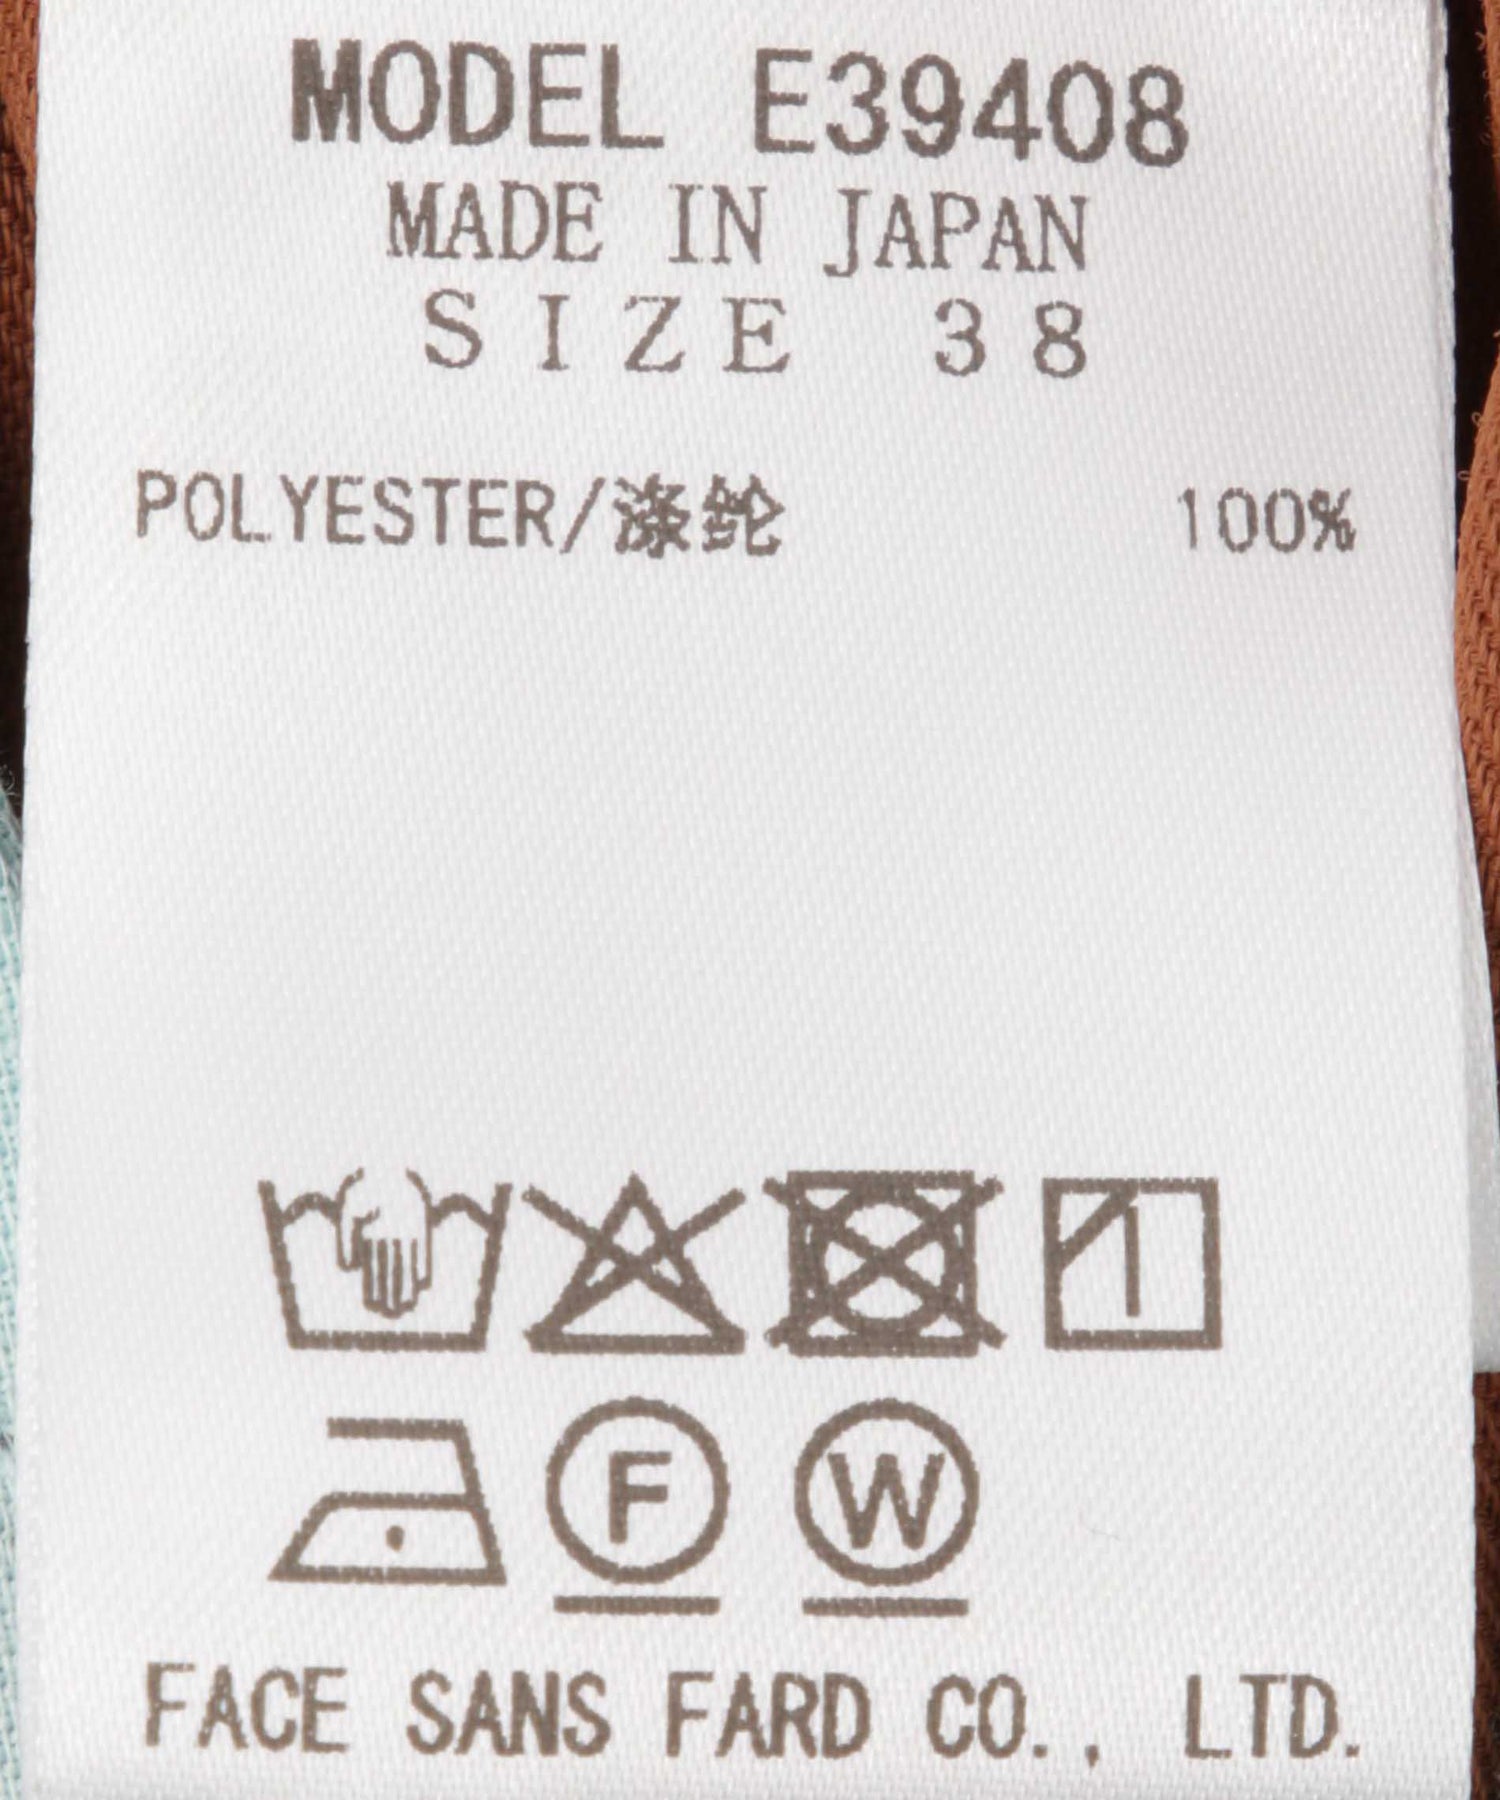 MODEL E39408
MADE IN JAPAN
SIZE 38
POLYESTER/涤纶 100%
F W
FACE SANS FARD CO., LTD.